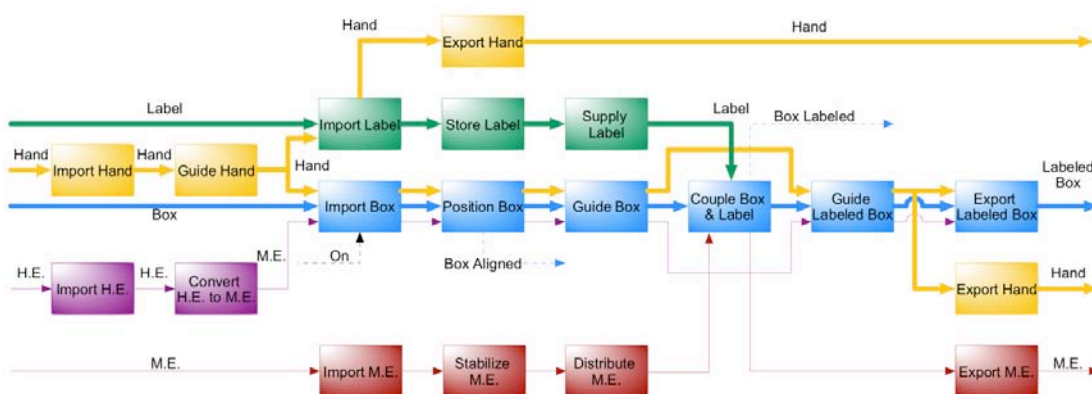 Hand
Export Hand
Hand
Label
Import Label
Store Label
Supply
Label
Label
Box Labeled
Hand
Import Hand
Hand
Guide Hand
Hand
Box
Import Box
Position Box
Guide Box
Couple Box
& Label
Guide
Labeled Box
Export
Labeled Box
Labeled
Box
M.E.
On
Box Aligned
H.E.
Import H.E.
H.E.
Convert
H.E. to M.E.
Export Hand
Hand
M.E.
Import M.E.
Stabilize
M.E.
Distribute
M.E.
Export M.E.
M.E.